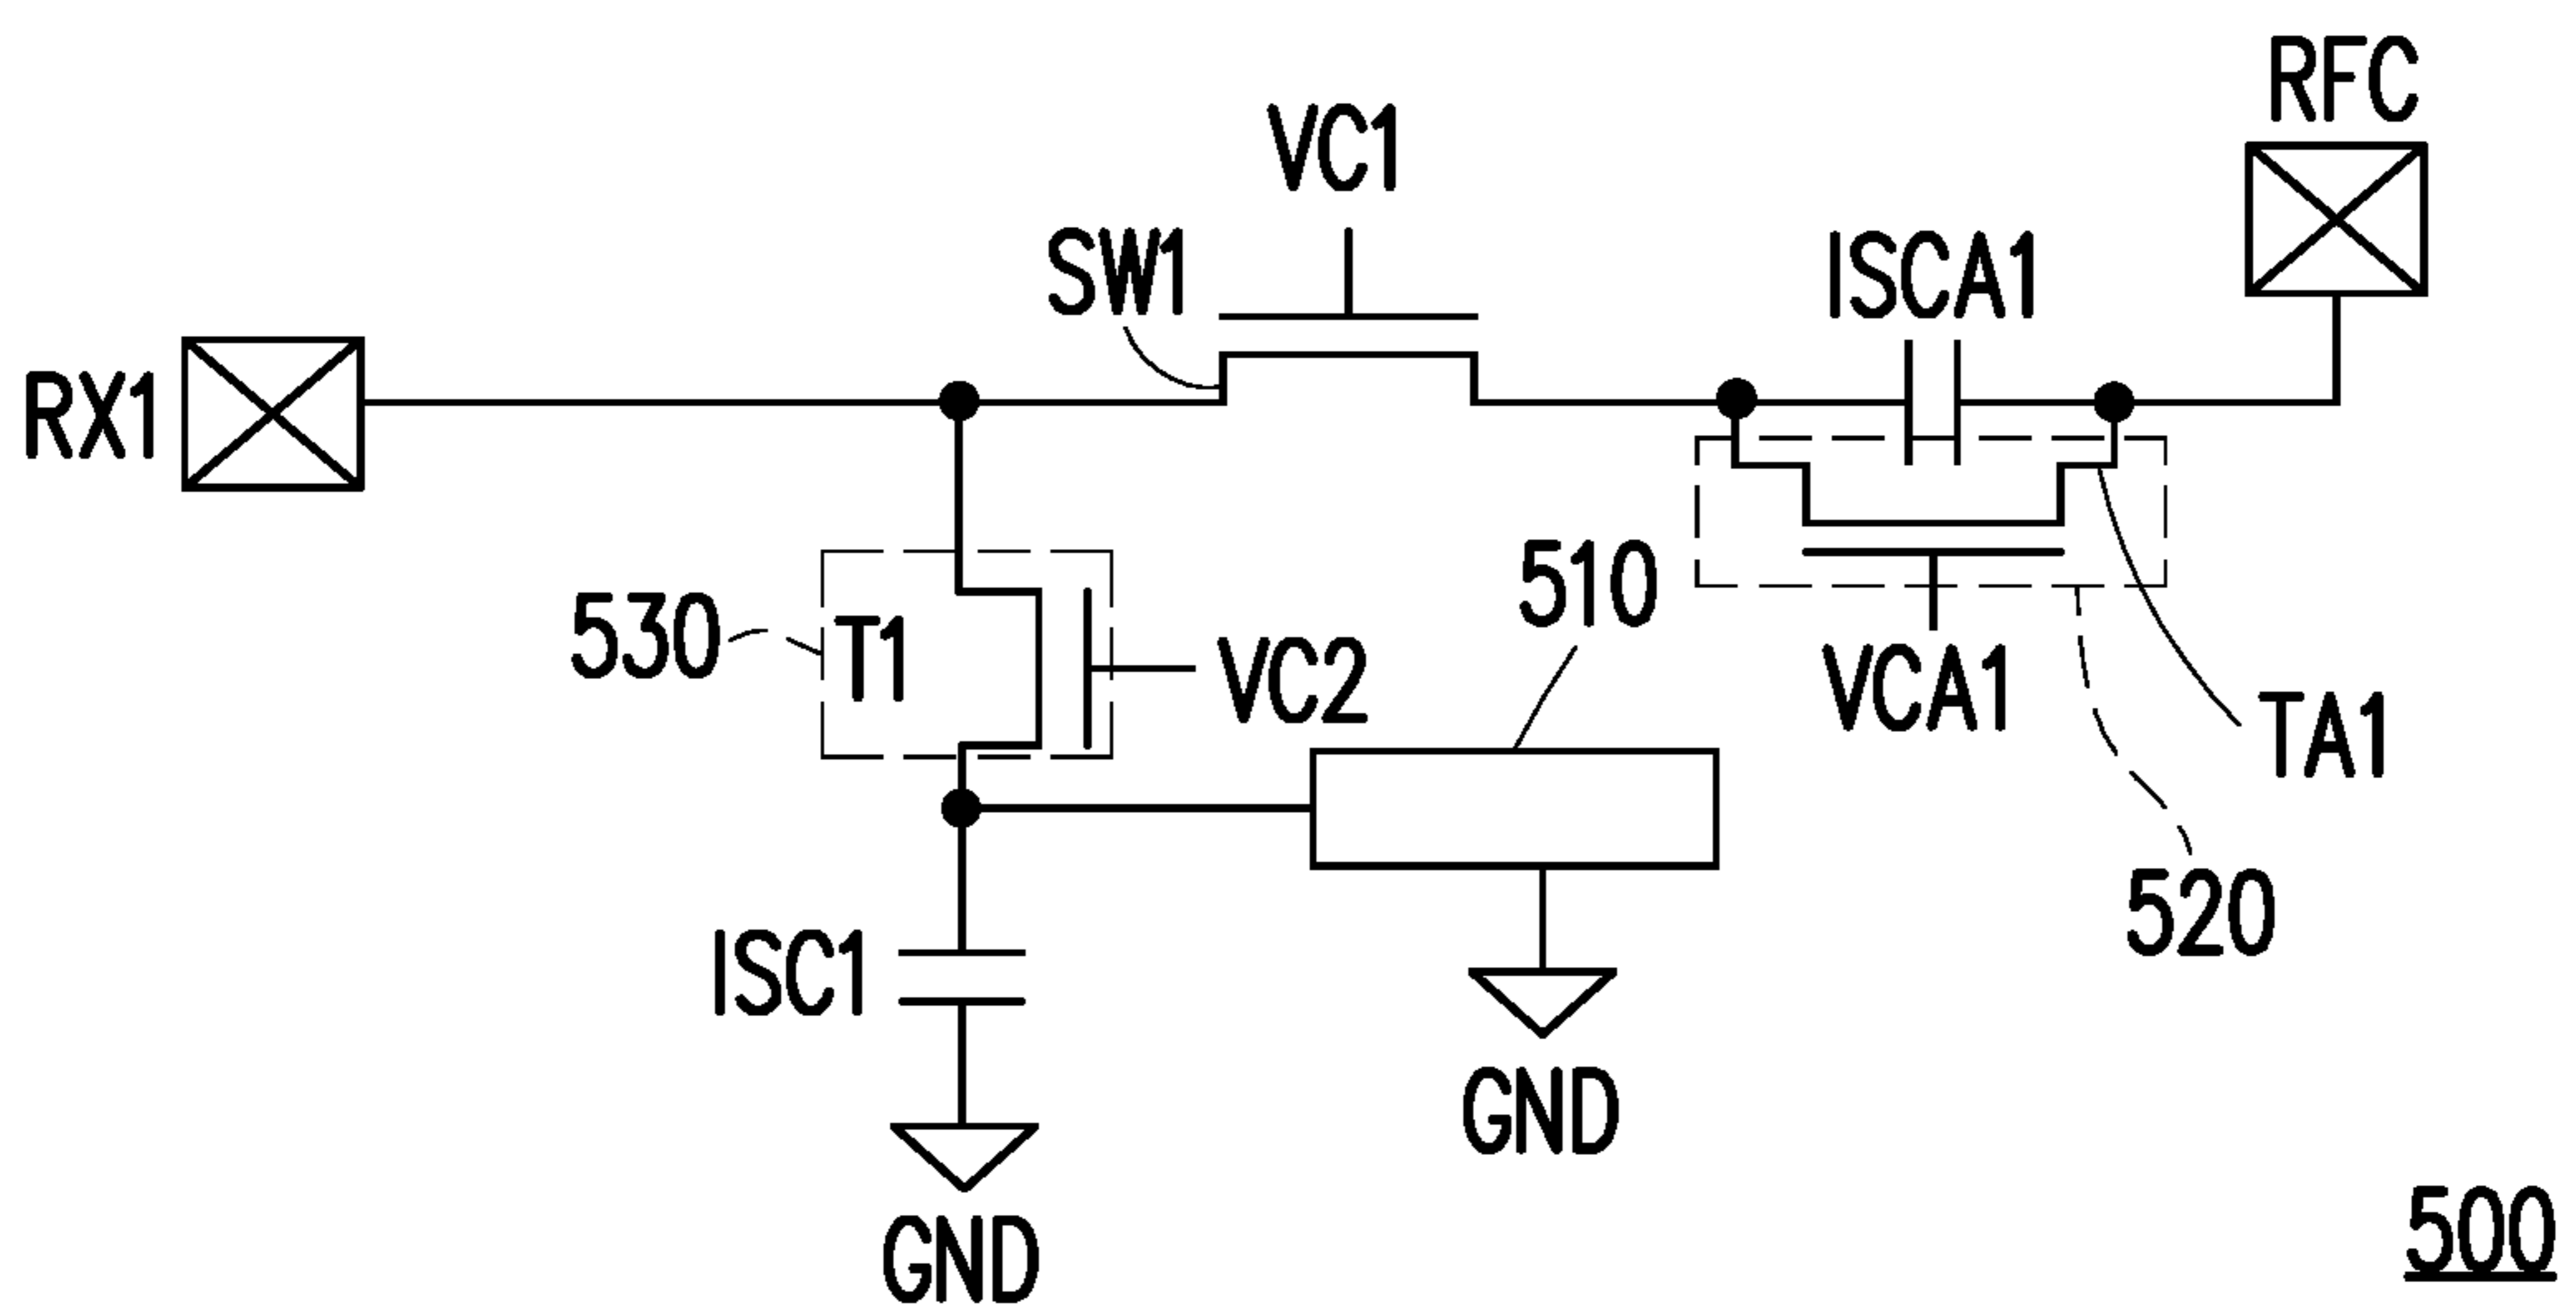 RFC
VC1
SW1
ISCA1
RX1
510
530
T1
VC2
VCA1
TA1
520
ISC1
GND
GND
500